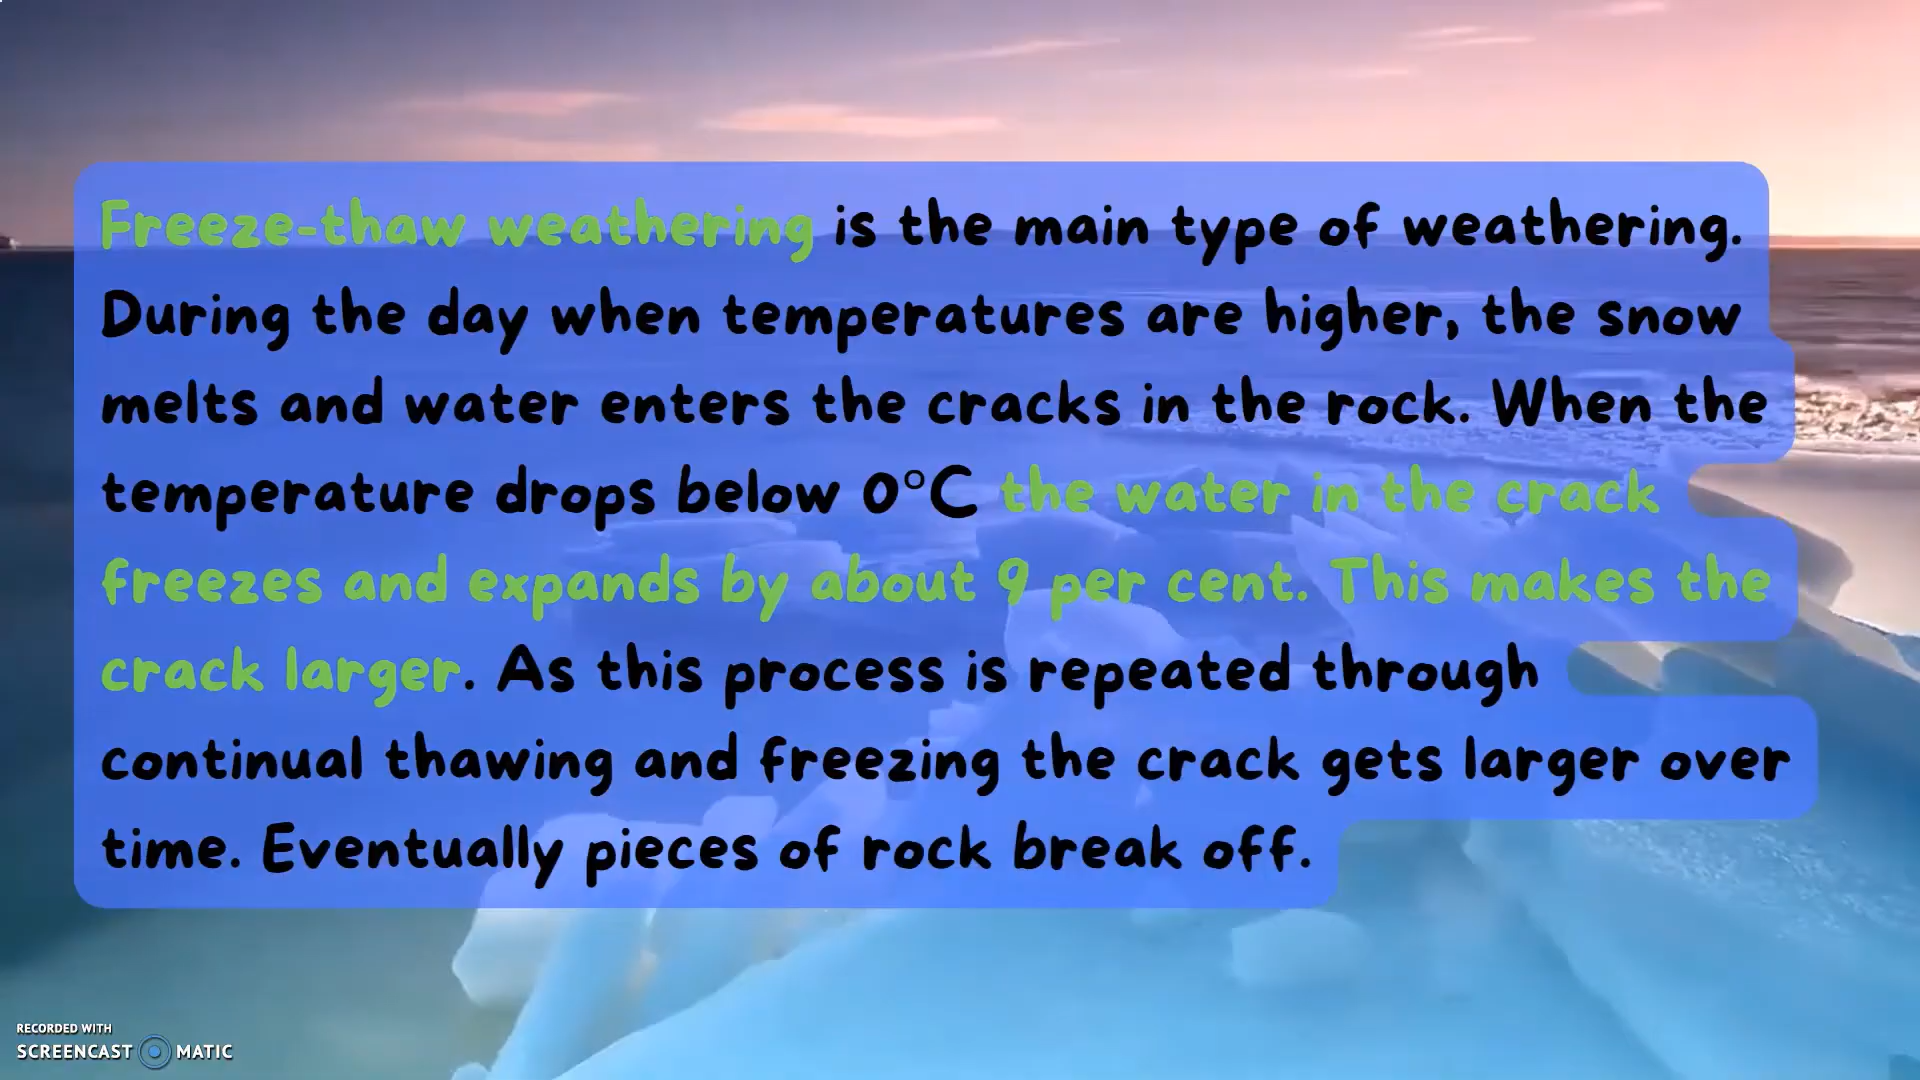 Freeze-thaw weathering is the main type of weathering.
During the day when temperatures are higher, the snow
melts and water enters the cracks in the rock. When the
temperature drops below 0°C the water in the crack
freezes and expands by about 9 per cent. This makes the
crack larger. As this process is repeated through
continual thawing and freezing the crack gets larger over
time. Eventually pieces of rock break off.
RECORDED WITH
SCREENCAST MATIC